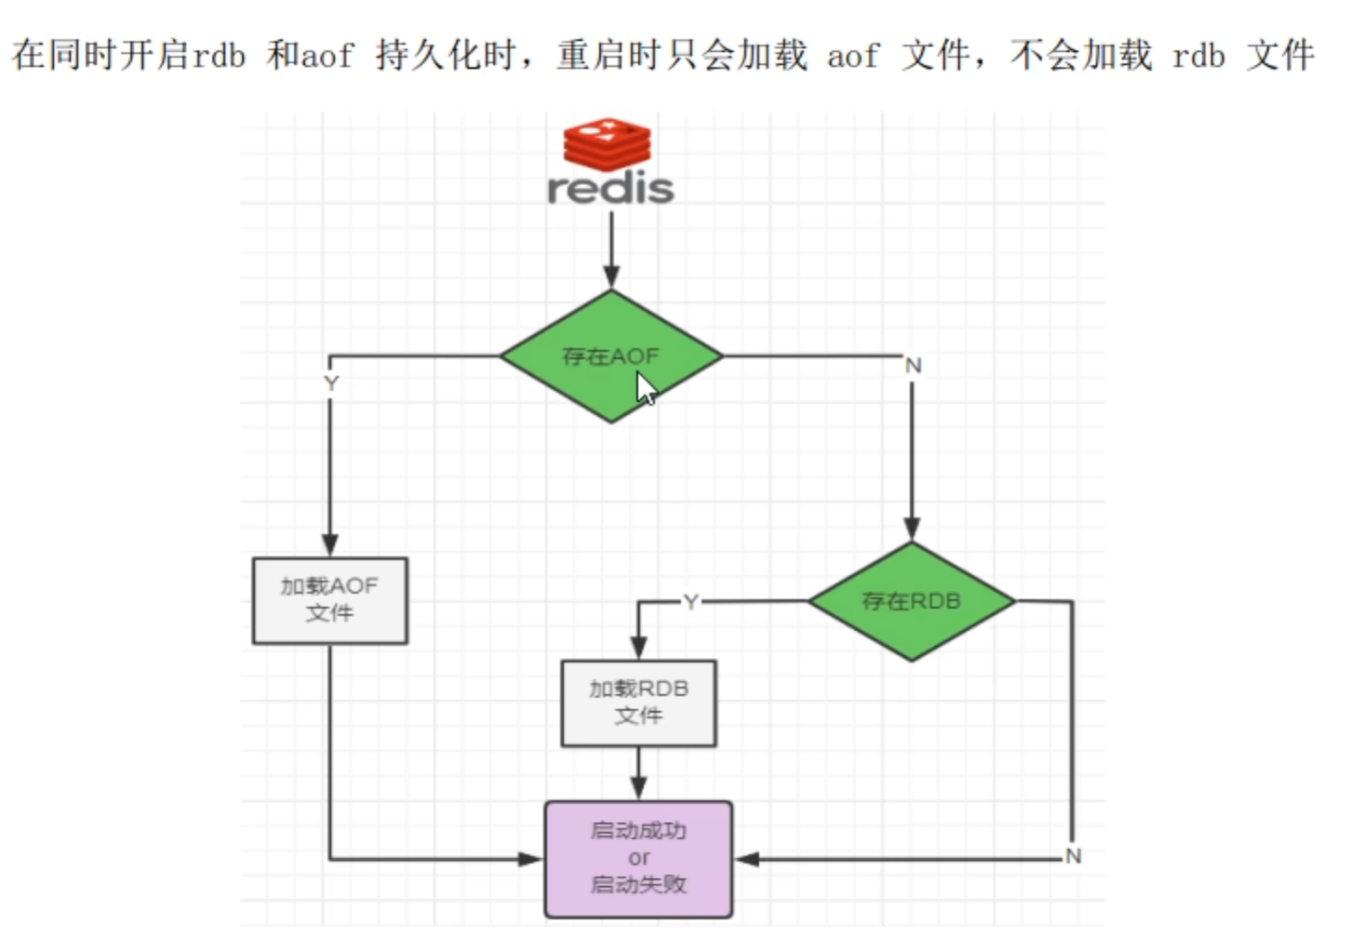 在同时开启rdb 和aof 持久化时，重启时只会加载 aof 文件，不会加载 rdb 文件
redis
存在AOF
Y
N
加载AOF
文件
存在RDB
Y
加载RDB
文件
启动成功
or
启动失败
N